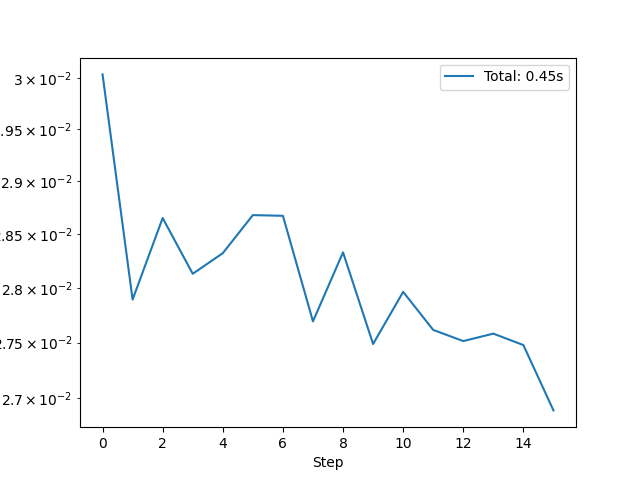 Total: 0.45s
3 × 10⁻²
.95 × 10⁻²
2.9 × 10⁻²
2.85 × 10⁻²
2.8 × 10⁻²
2.75 × 10⁻²
2.7 × 10⁻²
0 2 4 6 8 10 12 14
Step